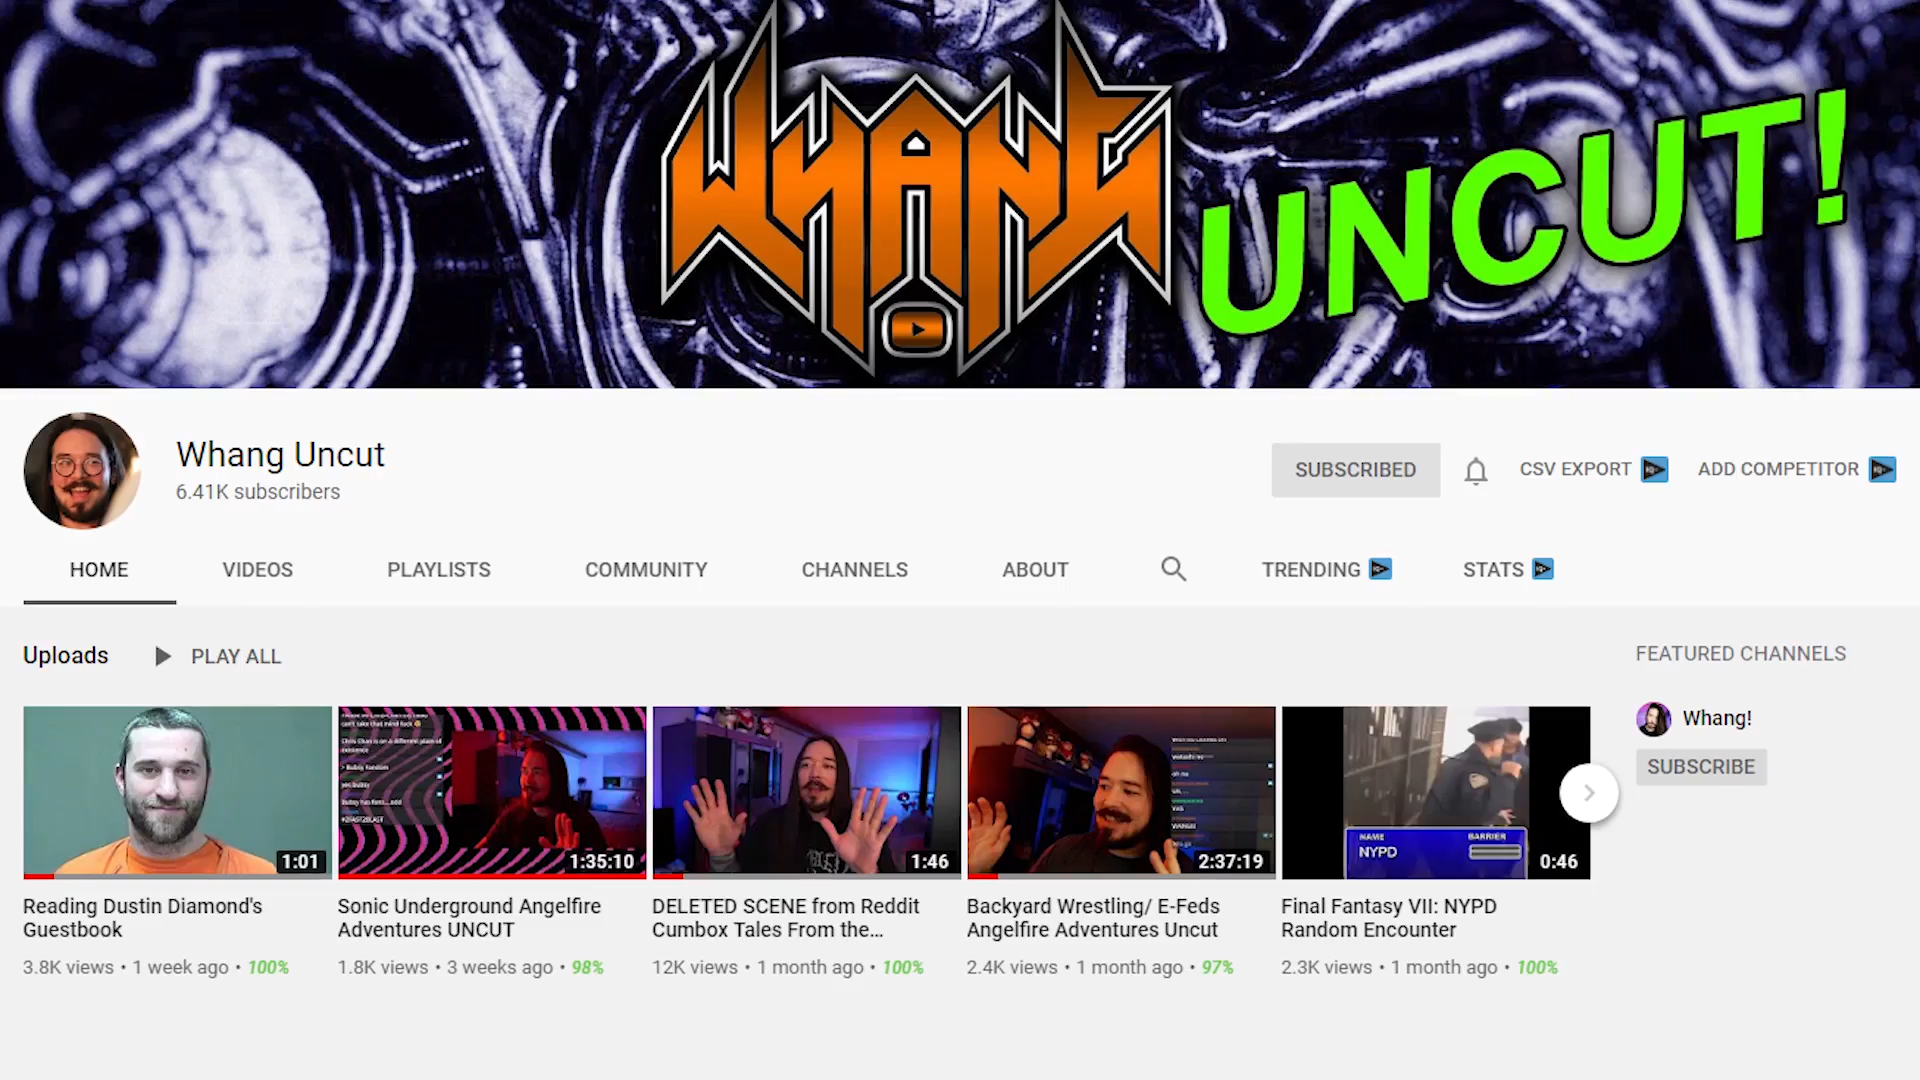 WHANG
UNCUT!
Whang Uncut
6.41K subscribers
SUBSCRIBED
CSV EXPORT
ADD COMPETITOR
HOME
VIDEOS
PLAYLISTS
COMMUNITY
CHANNELS
ABOUT
TRENDING
STATS
Uploads
PLAY ALL
FEATURED CHANNELS
Whang!
SUBSCRIBE
1:01
1:35:10
1:46
2:37:19
NAME
BARRIER
NYPD
0:46
Reading Dustin Diamond's
Guestbook
3.8K views • 1 week ago • 100%
Sonic Underground Angelfire
Adventures UNCUT
1.8K views • 3 weeks ago • 98%
DELETED SCENE from Reddit
Cumbox Tales From the...
12K views • 1 month ago • 100%
Backyard Wrestling/ E-Feds
Angelfire Adventures Uncut
2.4K views • 1 month ago • 97%
Final Fantasy VII: NYPD
Random Encounter
2.3K views • 1 month ago • 100%